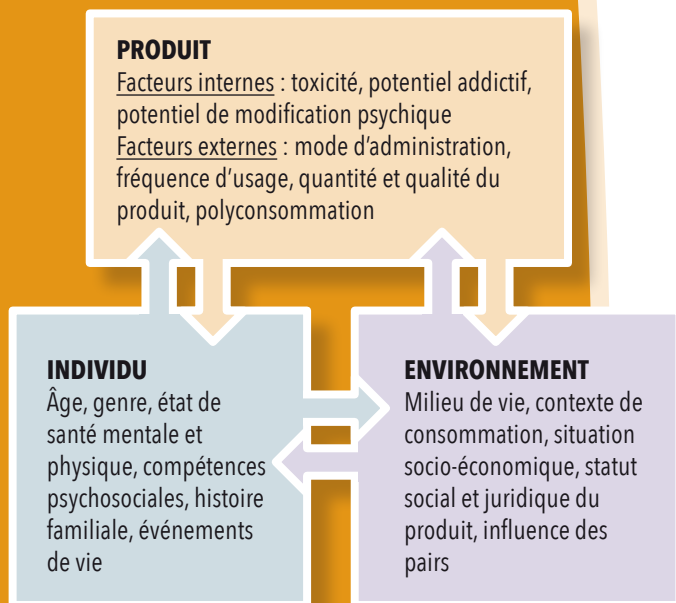 PRODUIT
Facteurs internes : toxicité, potentiel addictif,
potentiel de modification psychique
Facteurs externes : mode d'administration,
fréquence d'usage, quantité et qualité du
produit, polyconsommation
INDIVIDU
Âge, genre, état de
santé mentale et
physique, compétences
psychosociales, histoire
familiale, événements
de vie
ENVIRONNEMENT
Milieu de vie, contexte de
consommation, situation
socio-économique, statut
social et juridique du
produit, influence des
pairs